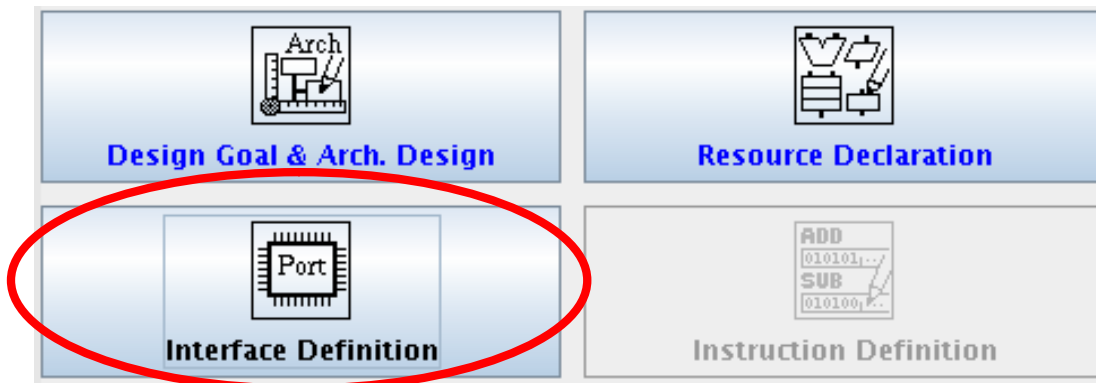 Arch
Design Goal & Arch. Design
Resource Declaration
Port
Interface Definition
ADD
010101...
SUB
010100...
Instruction Definition